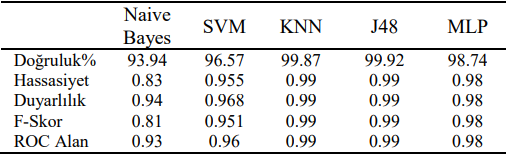 Naive Bayes SVM KNN J48 MLP
Doğruluk% 93.94 96.57 99.87 99.92 98.74
Hassasiyet 0.83 0.955 0.99 0.99 0.98
Duyarlılık 0.94 0.968 0.99 0.99 0.98
F-Skor 0.81 0.951 0.99 0.99 0.98
ROC Alan 0.93 0.96 0.99 0.99 0.98